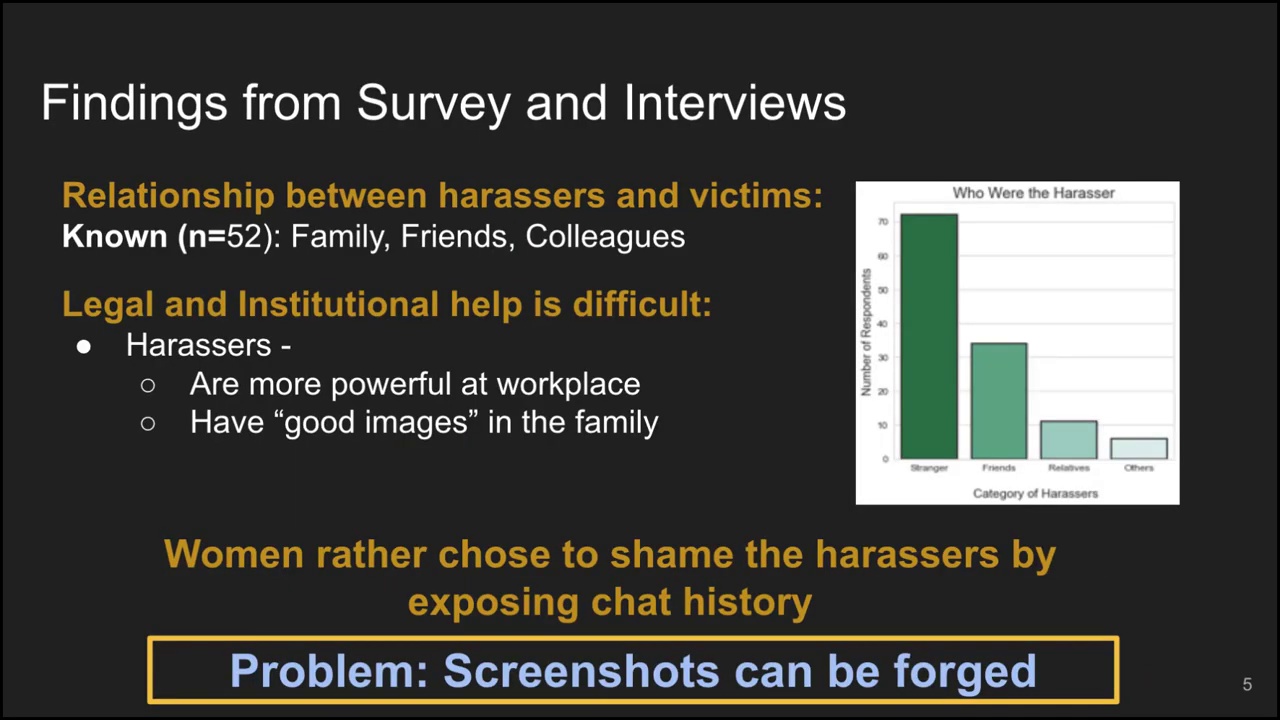 Findings from Survey and Interviews
Relationship between harassers and victims:
Known (n=52): Family, Friends, Colleagues
Legal and Institutional help is difficult:
● Harassers -
○ Are more powerful at workplace
○ Have “good images” in the family
Who Were the Harasser
Number of Respondents
70
60
50
40
30
20
10
0
Stranger Friends Relatives Others
Category of Harassers
Women rather chose to shame the harassers by
exposing chat history
Problem: Screenshots can be forged
5